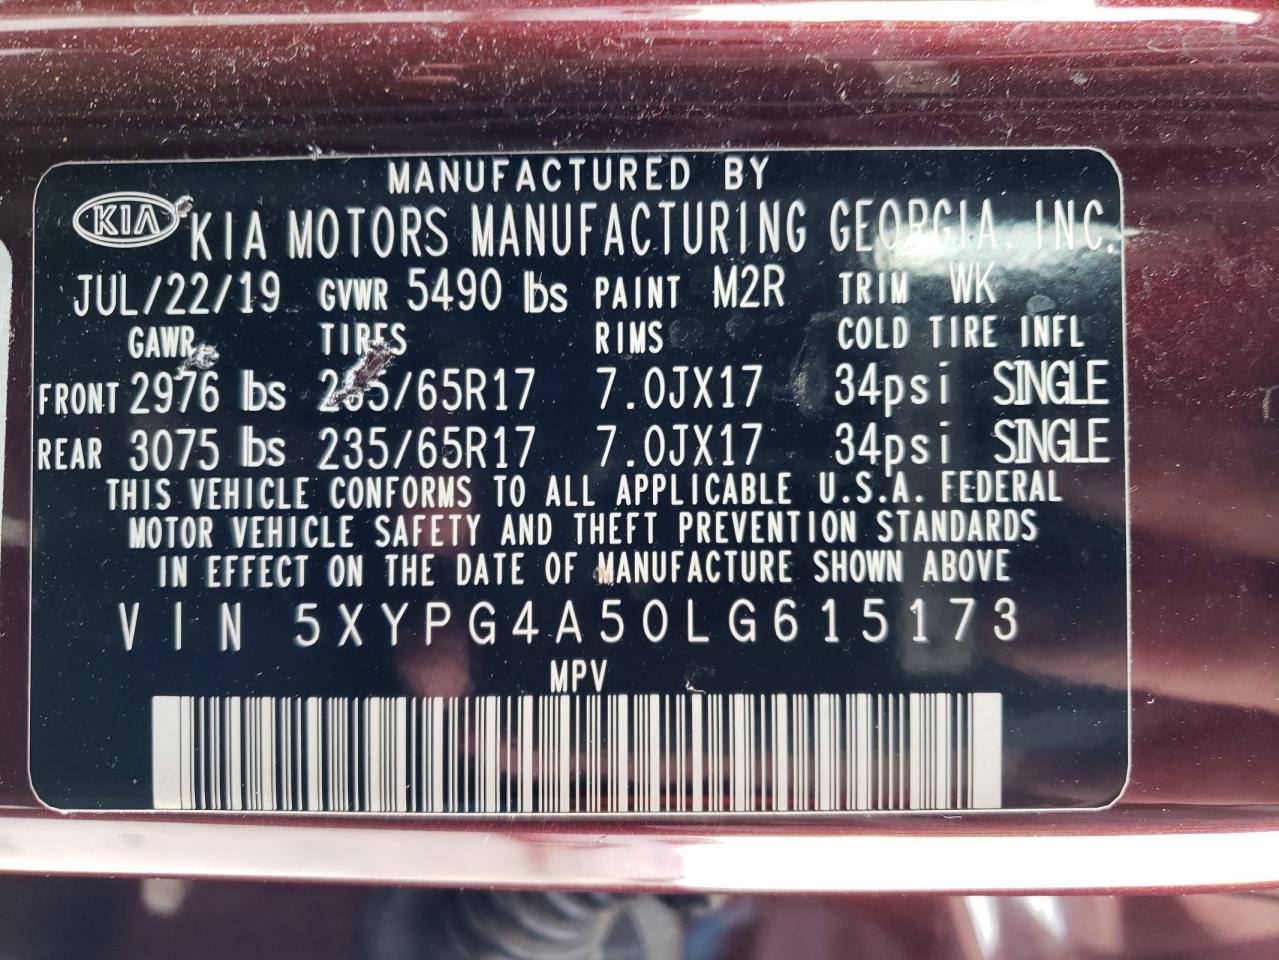 MANUFACTURED BY
KIA KIA MOTORS MANUFACTURING GEORGIA, INC.
JUL/22/19 GVWR 5490 lbs PAINT M2R TRIM WK
GAWR TIRES RIMS COLD TIRE INFL
FRONT 2976 lbs 235/65R17 7.0JX17 34psi SINGLE
REAR 3075 lbs 235/65R17 7.0JX17 34psi SINGLE
THIS VEHICLE CONFORMS TO ALL APPLICABLE U.S.A. FEDERAL
MOTOR VEHICLE SAFETY AND THEFT PREVENTION STANDARDS
IN EFFECT ON THE DATE OF MANUFACTURE SHOWN ABOVE
VIN 5XYPG4A50LG615173
MPV